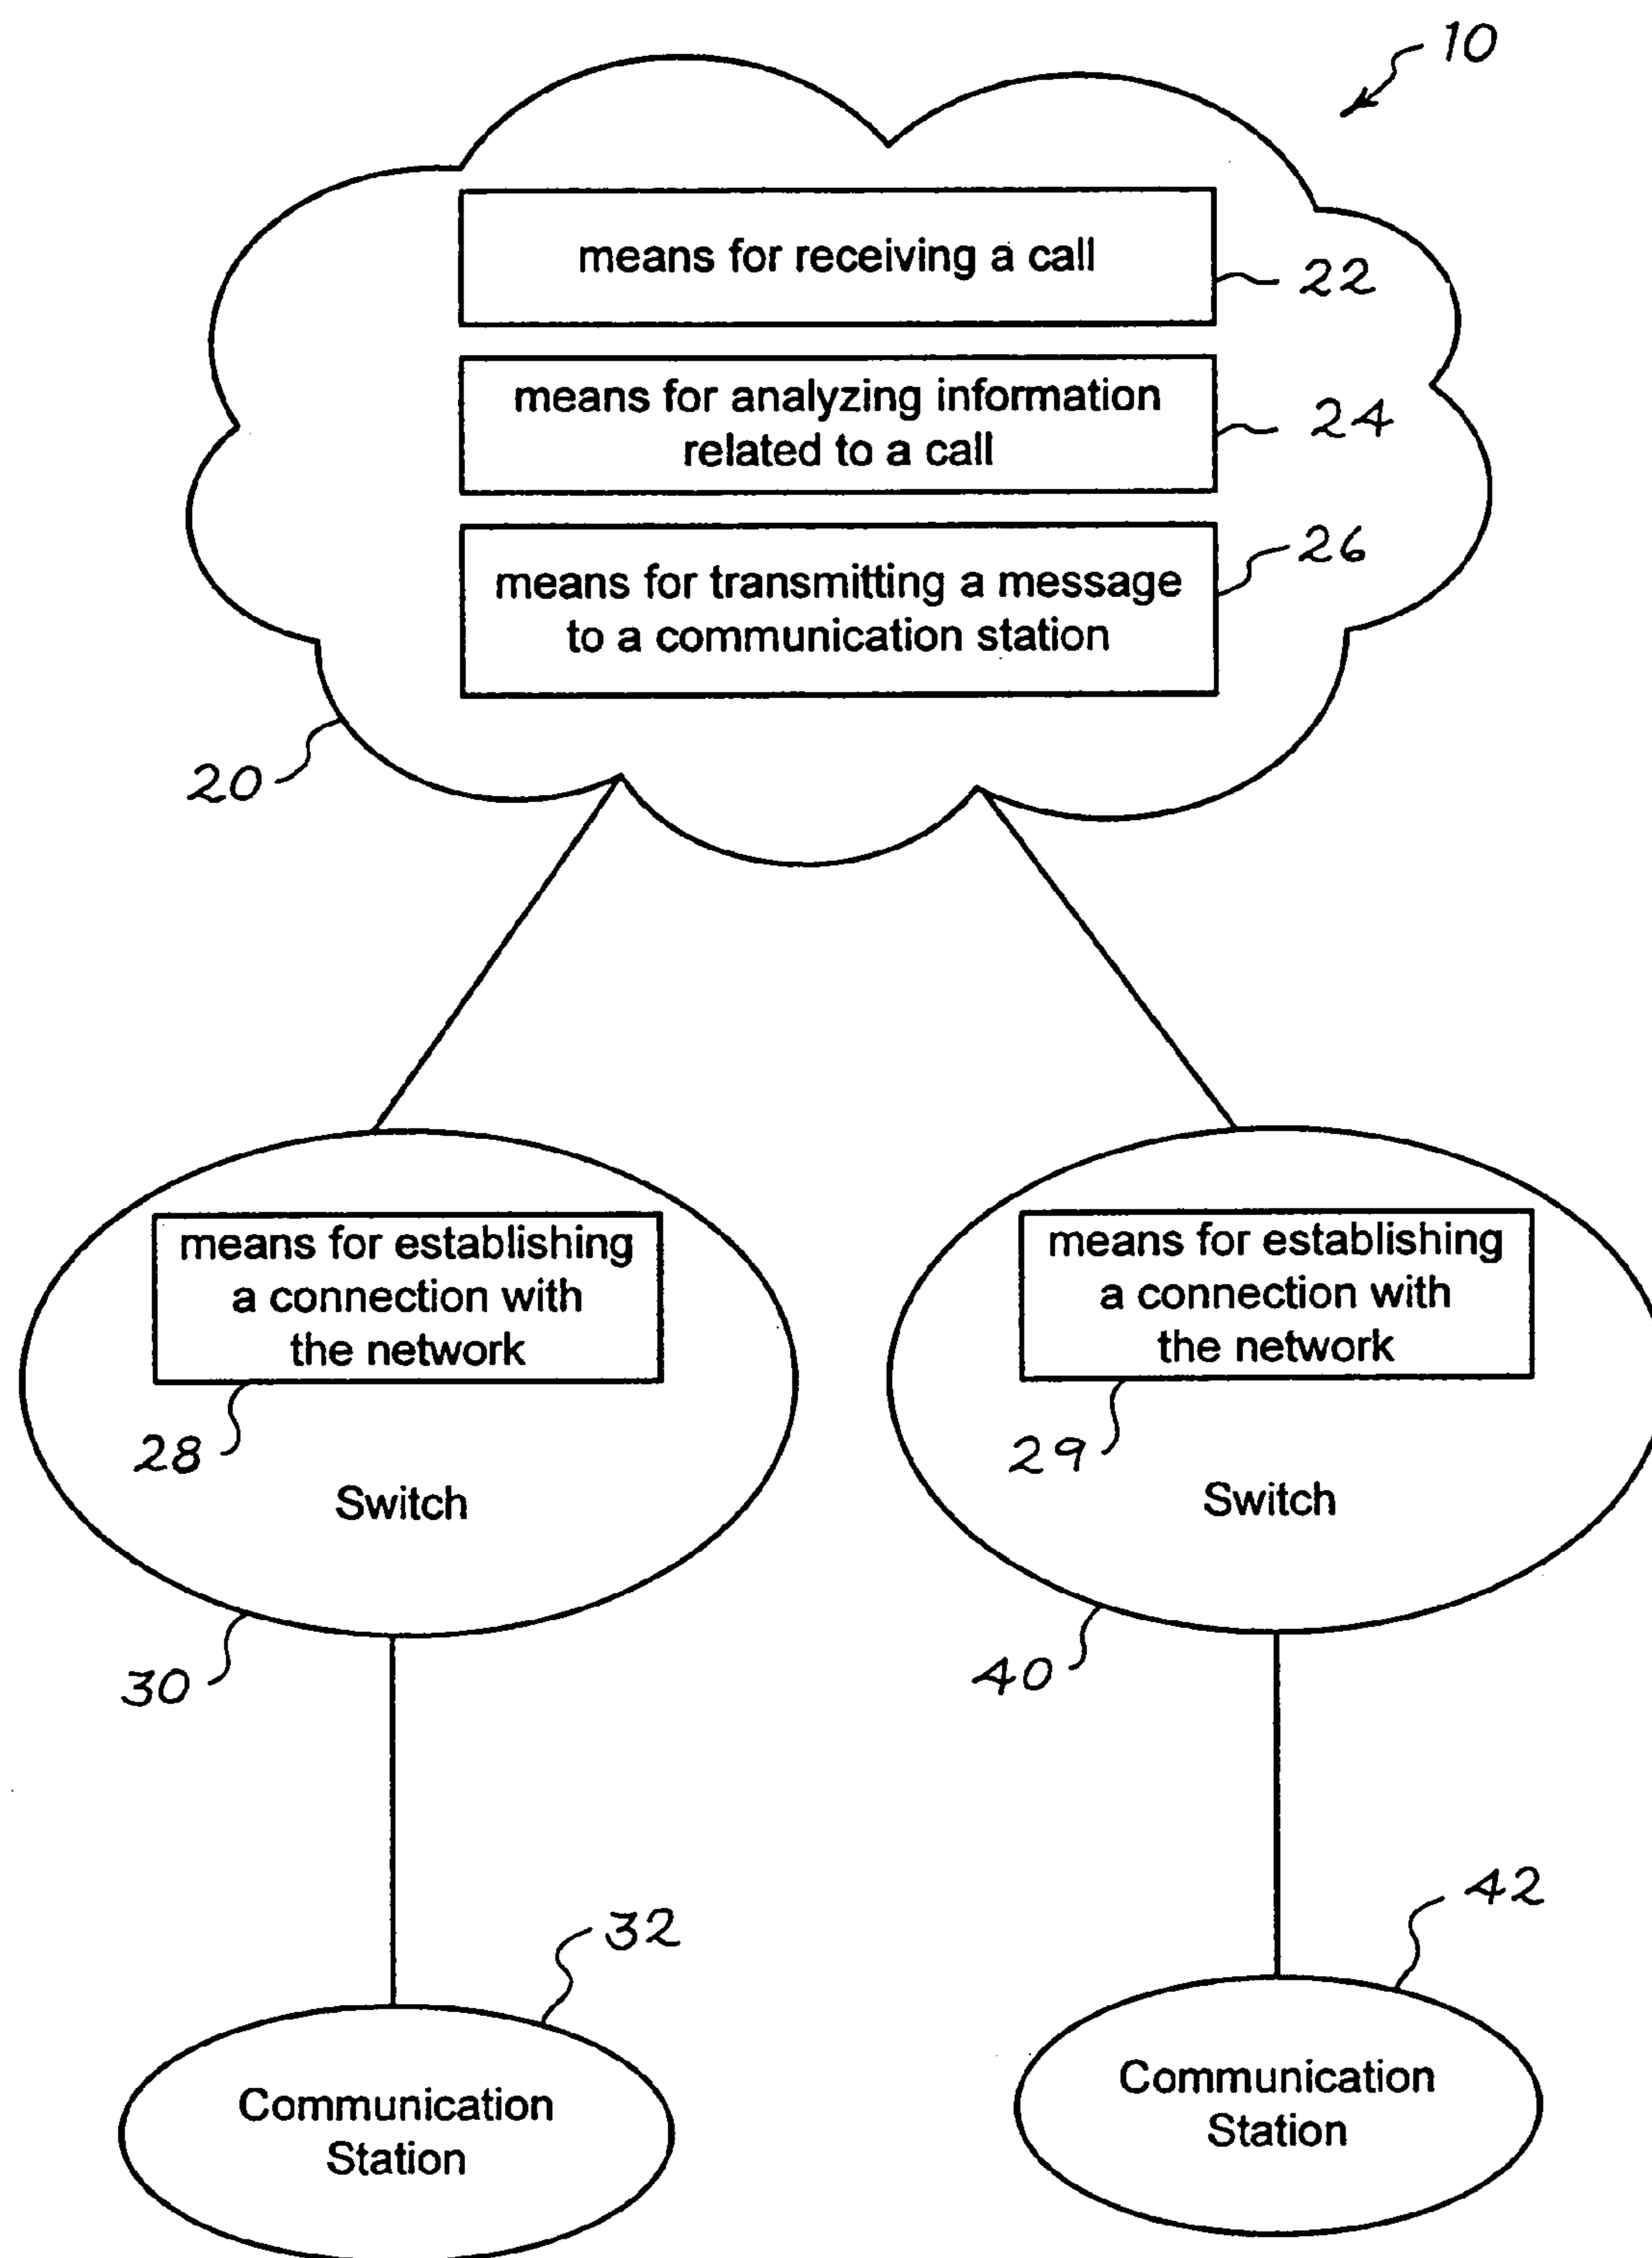 10
means for receiving a call
22
means for analyzing information
related to a call
24
means for transmitting a message
to a communication station
26
20
means for establishing
a connection with
the network
28
Switch
30
means for establishing
a connection with
the network
29
Switch
40
32
Communication
Station
42
Communication
Station